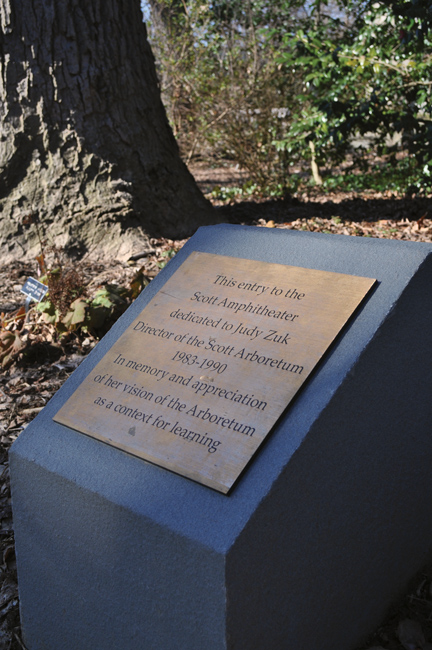 This entry to the
Scott Amphitheater
dedicated to Judy Zuk
Director of the Scott Arboretum
1983-1990
In memory and appreciation
of her vision of the Arboretum
as a context for learning